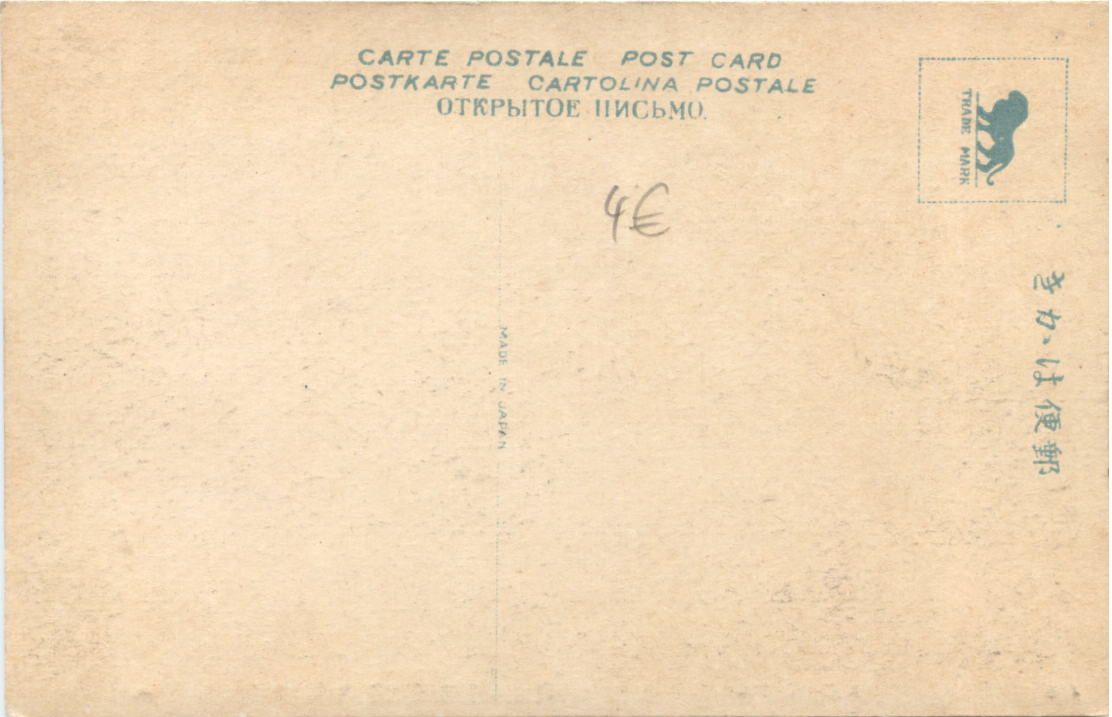 CARTE POSTALE POST CARD
POSTKARTE CARTOLINA POSTALE
ОТКРЫТОЕ ПИСЬМО.
TRADE MARK
4€
MADE IN JAPAN
きがは便郵